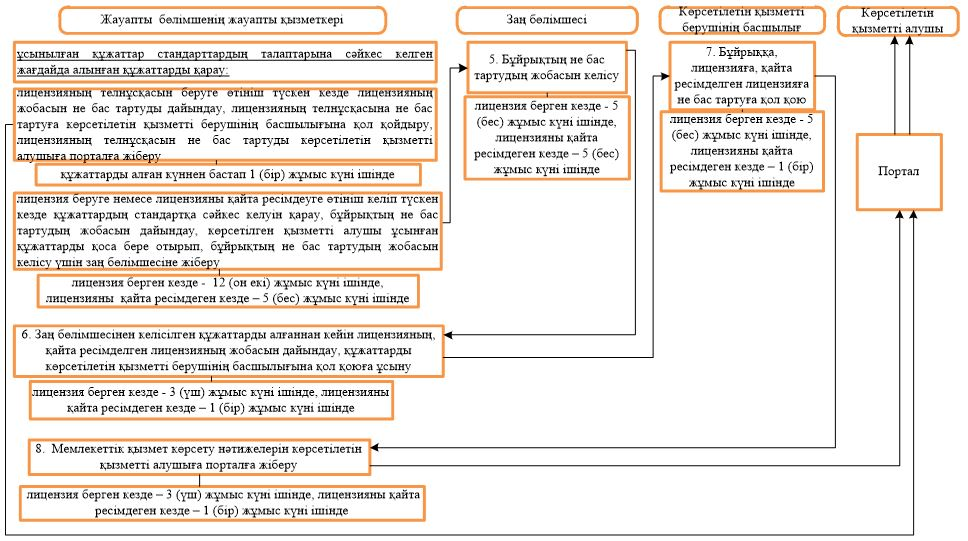 Жауапты бөлімшенің жауапты қызметкері
Заң бөлімшесі
Көрсетілетін қызметті
берушінің басшылығ
Көрсетілетін
қызметті алушы
ұсынылған құжаттар стандарттардың талаптарына сәйкес келген
жағдайда алынған құжаттарды қарау:
лицензияның телнұсқасын беруге өтініш түскен кезде лицензияның
жобасын не бас тартуды дайындау, лицензияның телнұсқасына не бас
тартуға көрсетілетін қызметті берушінің басшылығына қол қойдыру,
лицензияның телнұсқасын не бас тартуды көрсетілетін қызметті
алушыға порталға жіберу
құжаттарды алған күннен бастап 1 (бір) жұмыс күні ішінде
лицензия беруге немесе лицензияны қайта ресімдеуге өтініш келіп түскен
кезде құжаттардың стандартқа сәйкес келуін қарау, бұйрықтың не бас
тартудың жобасын дайындау, көрсетілген қызметті алушы ұсынған
құжаттарды қоса бере отырып, бұйрықтың не бас тартудың жобасын
келісу үшін заң бөлімшесіне жіберу
лицензия берген кезде - 12 (он екі) жұмыс күні ішінде,
лицензияны қайта ресімдеген кезде – 5 (бес) жұмыс күні ішінде
5. Бұйрықтың не бас
тартудың жобасын келісу
лицензия берген кезде - 5
(бес) жұмыс күні ішінде,
лицензияны қайта
ресімдеген кезде – 5 (бес)
жұмыс күні ішінде
7. Бұйрыққа,
лицензияға, қайта
ресімделген лицензияға
не бас тартуға қол қою
лицензия берген кезде - 5
(бес) жұмыс күні ішінде,
лицензияны қайта
ресімдеген кезде – 1 (бір)
жұмыс күні ішінде
Портал
6. Заң бөлімшесінен келісілген құжаттарды алғаннан кейін лицензияның,
қайта ресімделген лицензияның жобасын дайындау, құжаттарды
көрсетілетін қызметті берушінің басшылығына қол қоюға ұсыну
лицензия берген кезде - 3 (үш) жұмыс күні ішінде, лицензияны
қайта ресімдеген кезде – 1 (бір) жұмыс күні ішінде
8. Мемлекеттік қызмет көрсету нәтижелерін көрсетілетін
қызметті алушыға порталға жіберу
лицензия берген кезде – 3 (үш) жұмыс күні ішінде, лицензияны қайта
ресімдеген кезде – 1 (бір) жұмыс күні ішінде